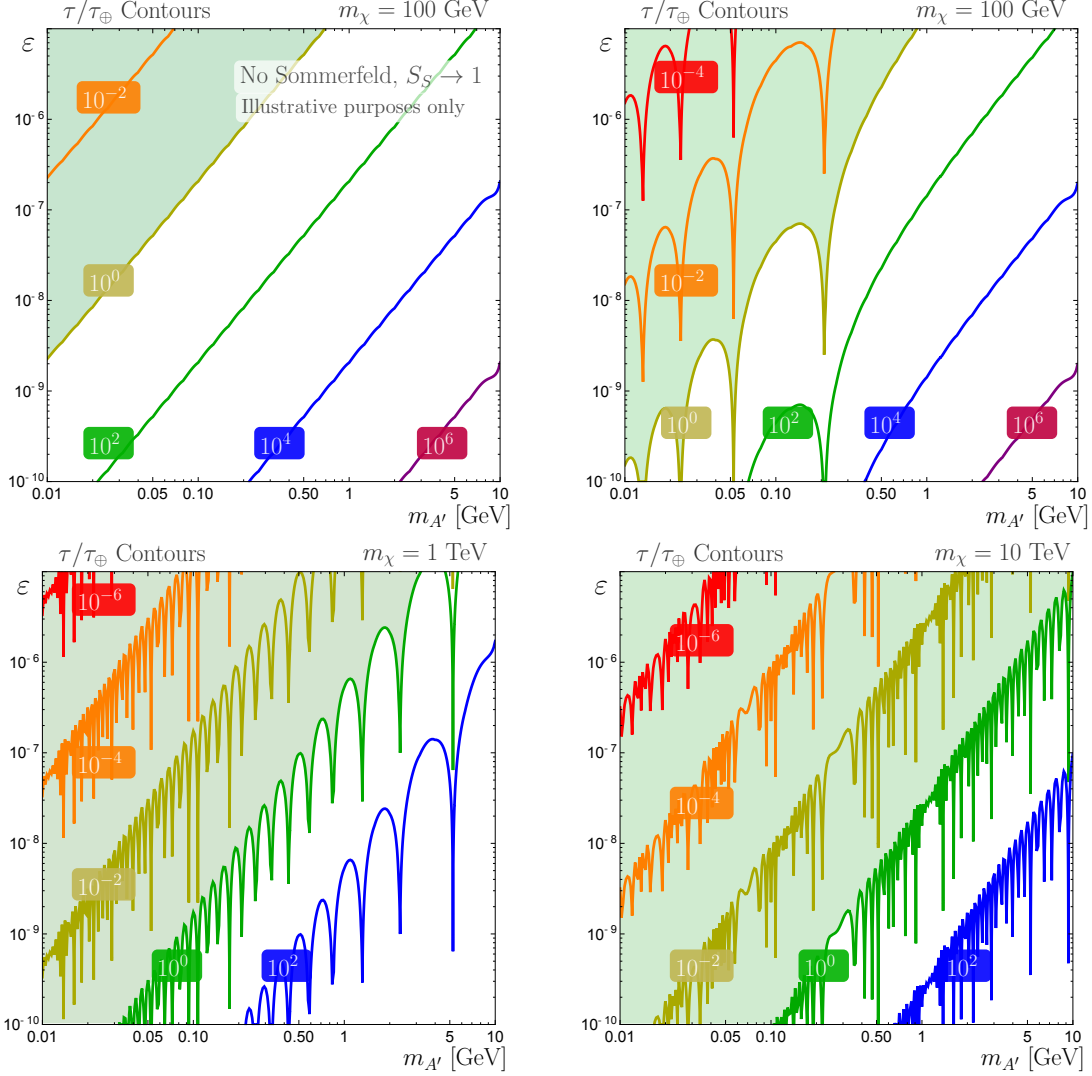 τ/τ⊕ Contours m_χ = 100 GeV
ε
No Sommerfeld, S_S → 1
Illustrative purposes only
10^-2
10^0
10^2
10^4
10^6
10^-6
10^-7
10^-8
10^-9
10^-10
0.01 0.05 0.10 0.50 1 5 10
m_A′ [GeV]
τ/τ⊕ Contours m_χ = 100 GeV
ε
10^-4
10^-2
10^0
10^2
10^4
10^6
10^-6
10^-7
10^-8
10^-9
10^-10
0.01 0.05 0.10 0.50 1 5 10
m_A′ [GeV]
τ/τ⊕ Contours m_χ = 1 TeV
ε
10^-6
10^-4
10^-2
10^0
10^2
10^-6
10^-7
10^-8
10^-9
10^-10
0.01 0.05 0.10 0.50 1 5 10
m_A′ [GeV]
τ/τ⊕ Contours m_χ = 10 TeV
ε
10^-6
10^-4
10^-2
10^0
10^2
10^-6
10^-7
10^-8
10^-9
10^-10
0.01 0.05 0.10 0.50 1 5 10
m_A′ [GeV]